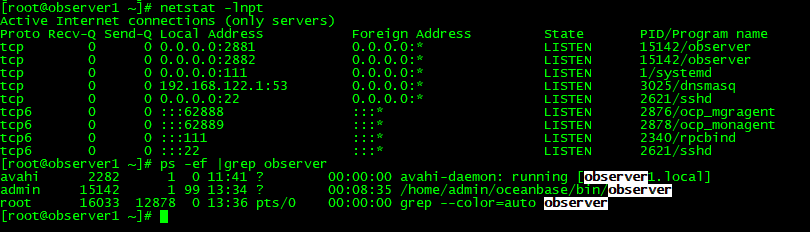 [root@observer1 ~]# netstat -lnpt
Active Internet connections (only servers)
Proto Recv-Q Send-Q Local Address           Foreign Address         State       PID/Program name
tcp        0      0 0.0.0.0:2881            0.0.0.0:*               LISTEN      15142/observer
tcp        0      0 0.0.0.0:2882            0.0.0.0:*               LISTEN      15142/observer
tcp        0      0 0.0.0.0:111             0.0.0.0:*               LISTEN      1/systemd
tcp        0      0 192.168.122.1:53        0.0.0.0:*               LISTEN      3025/dnsmasq
tcp        0      0 0.0.0.0:22              0.0.0.0:*               LISTEN      2621/sshd
tcp6       0      0 :::62888                :::*                    LISTEN      2876/ocp_mgragent
tcp6       0      0 :::62889                :::*                    LISTEN      2878/ocp_monagent
tcp6       0      0 :::111                  :::*                    LISTEN      2340/rpcbind
tcp6       0      0 :::22                   :::*                    LISTEN      2621/sshd
[root@observer1 ~]# ps -ef |grep observer
avahi     2282     1  0 11:41 ?        00:00:00 avahi-daemon: running [observer1.local]
admin    15142     1 99 13:34 ?        00:08:35 /home/admin/oceanbase/bin/observer
root     16033 12878  0 13:36 pts/0    00:00:00 grep --color=auto observer
[root@observer1 ~]#